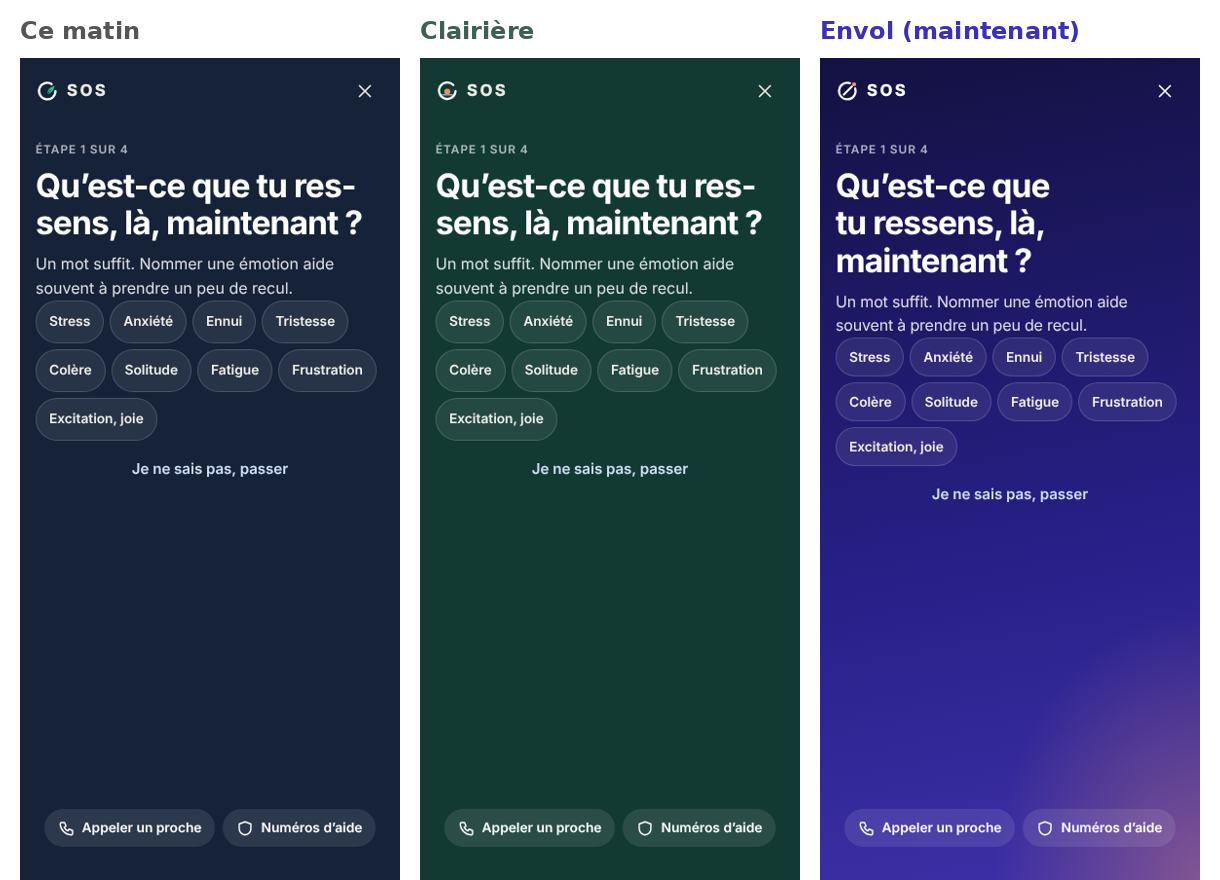 Ce matin
SOS
ÉTAPE 1 SUR 4
Qu’est-ce que tu res-
sens, là, maintenant ?
Un mot suffit. Nommer une émotion aide
souvent à prendre un peu de recul.
Stress Anxiété Ennui Tristesse
Colère Solitude Fatigue Frustration
Excitation, joie
Je ne sais pas, passer
Appeler un proche Numéros d’aide
Clairière
SOS
ÉTAPE 1 SUR 4
Qu’est-ce que tu res-
sens, là, maintenant ?
Un mot suffit. Nommer une émotion aide
souvent à prendre un peu de recul.
Stress Anxiété Ennui Tristesse
Colère Solitude Fatigue Frustration
Excitation, joie
Je ne sais pas, passer
Appeler un proche Numéros d’aide
Envol (maintenant)
SOS
ÉTAPE 1 SUR 4
Qu’est-ce que
tu ressens, là,
maintenant ?
Un mot suffit. Nommer une émotion aide
souvent à prendre un peu de recul.
Stress Anxiété Ennui Tristesse
Colère Solitude Fatigue Frustration
Excitation, joie
Je ne sais pas, passer
Appeler un proche Numéros d’aide